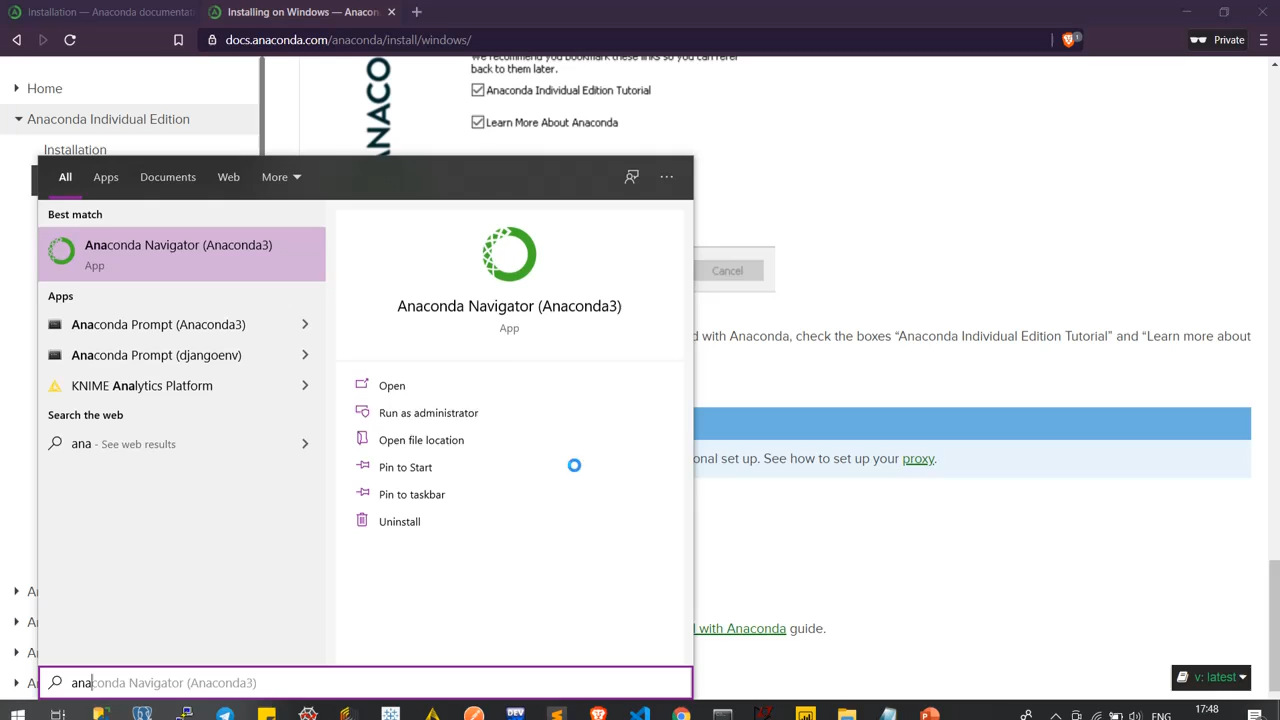 Installation — Anaconda documentat
Installing on Windows — Anacon
docs.anaconda.com/anaconda/install/windows/
1
Private
We recommend you bookmark these links so you can refer
back to them later.
Home
Anaconda Individual Edition Tutorial
Anaconda Individual Edition
Learn More About Anaconda
ANACO
Installation
All
Apps
Documents
Web
More
Best match
Anaconda Navigator (Anaconda3)
App
Apps
Anaconda Prompt (Anaconda3)
Anaconda Prompt (djangoenv)
KNIME Analytics Platform
Search the web
ana - See web results
Anaconda Navigator (Anaconda3)
App
Open
Run as administrator
Open file location
Pin to Start
Pin to taskbar
Uninstall
Cancel
d with Anaconda, check the boxes “Anaconda Individual Edition Tutorial” and “Learn more about
onal set up. See how to set up your proxy.
with Anaconda guide.
v: latest
anaconda Navigator (Anaconda3)
DEV
ENG
17:48